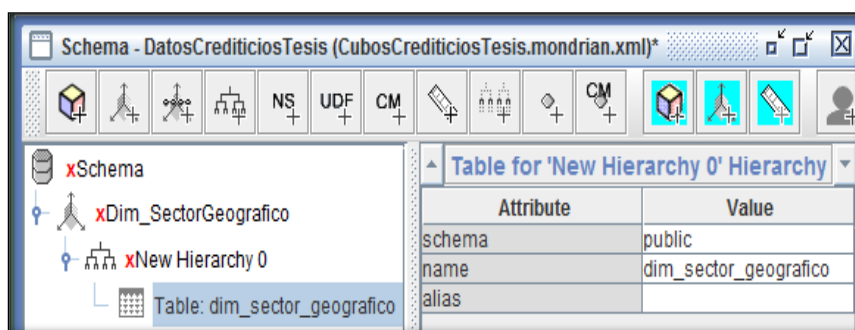 Schema - DatosCrediticiosTesis (CubosCrediticiosTesis.mondrian.xml)*
NS UDF CM CM
xSchema
xDim_SectorGeografico
xNew Hierarchy 0
Table: dim_sector_geografico
Table for 'New Hierarchy 0' Hierarchy
Attribute Value
schema public
name dim_sector_geografico
alias